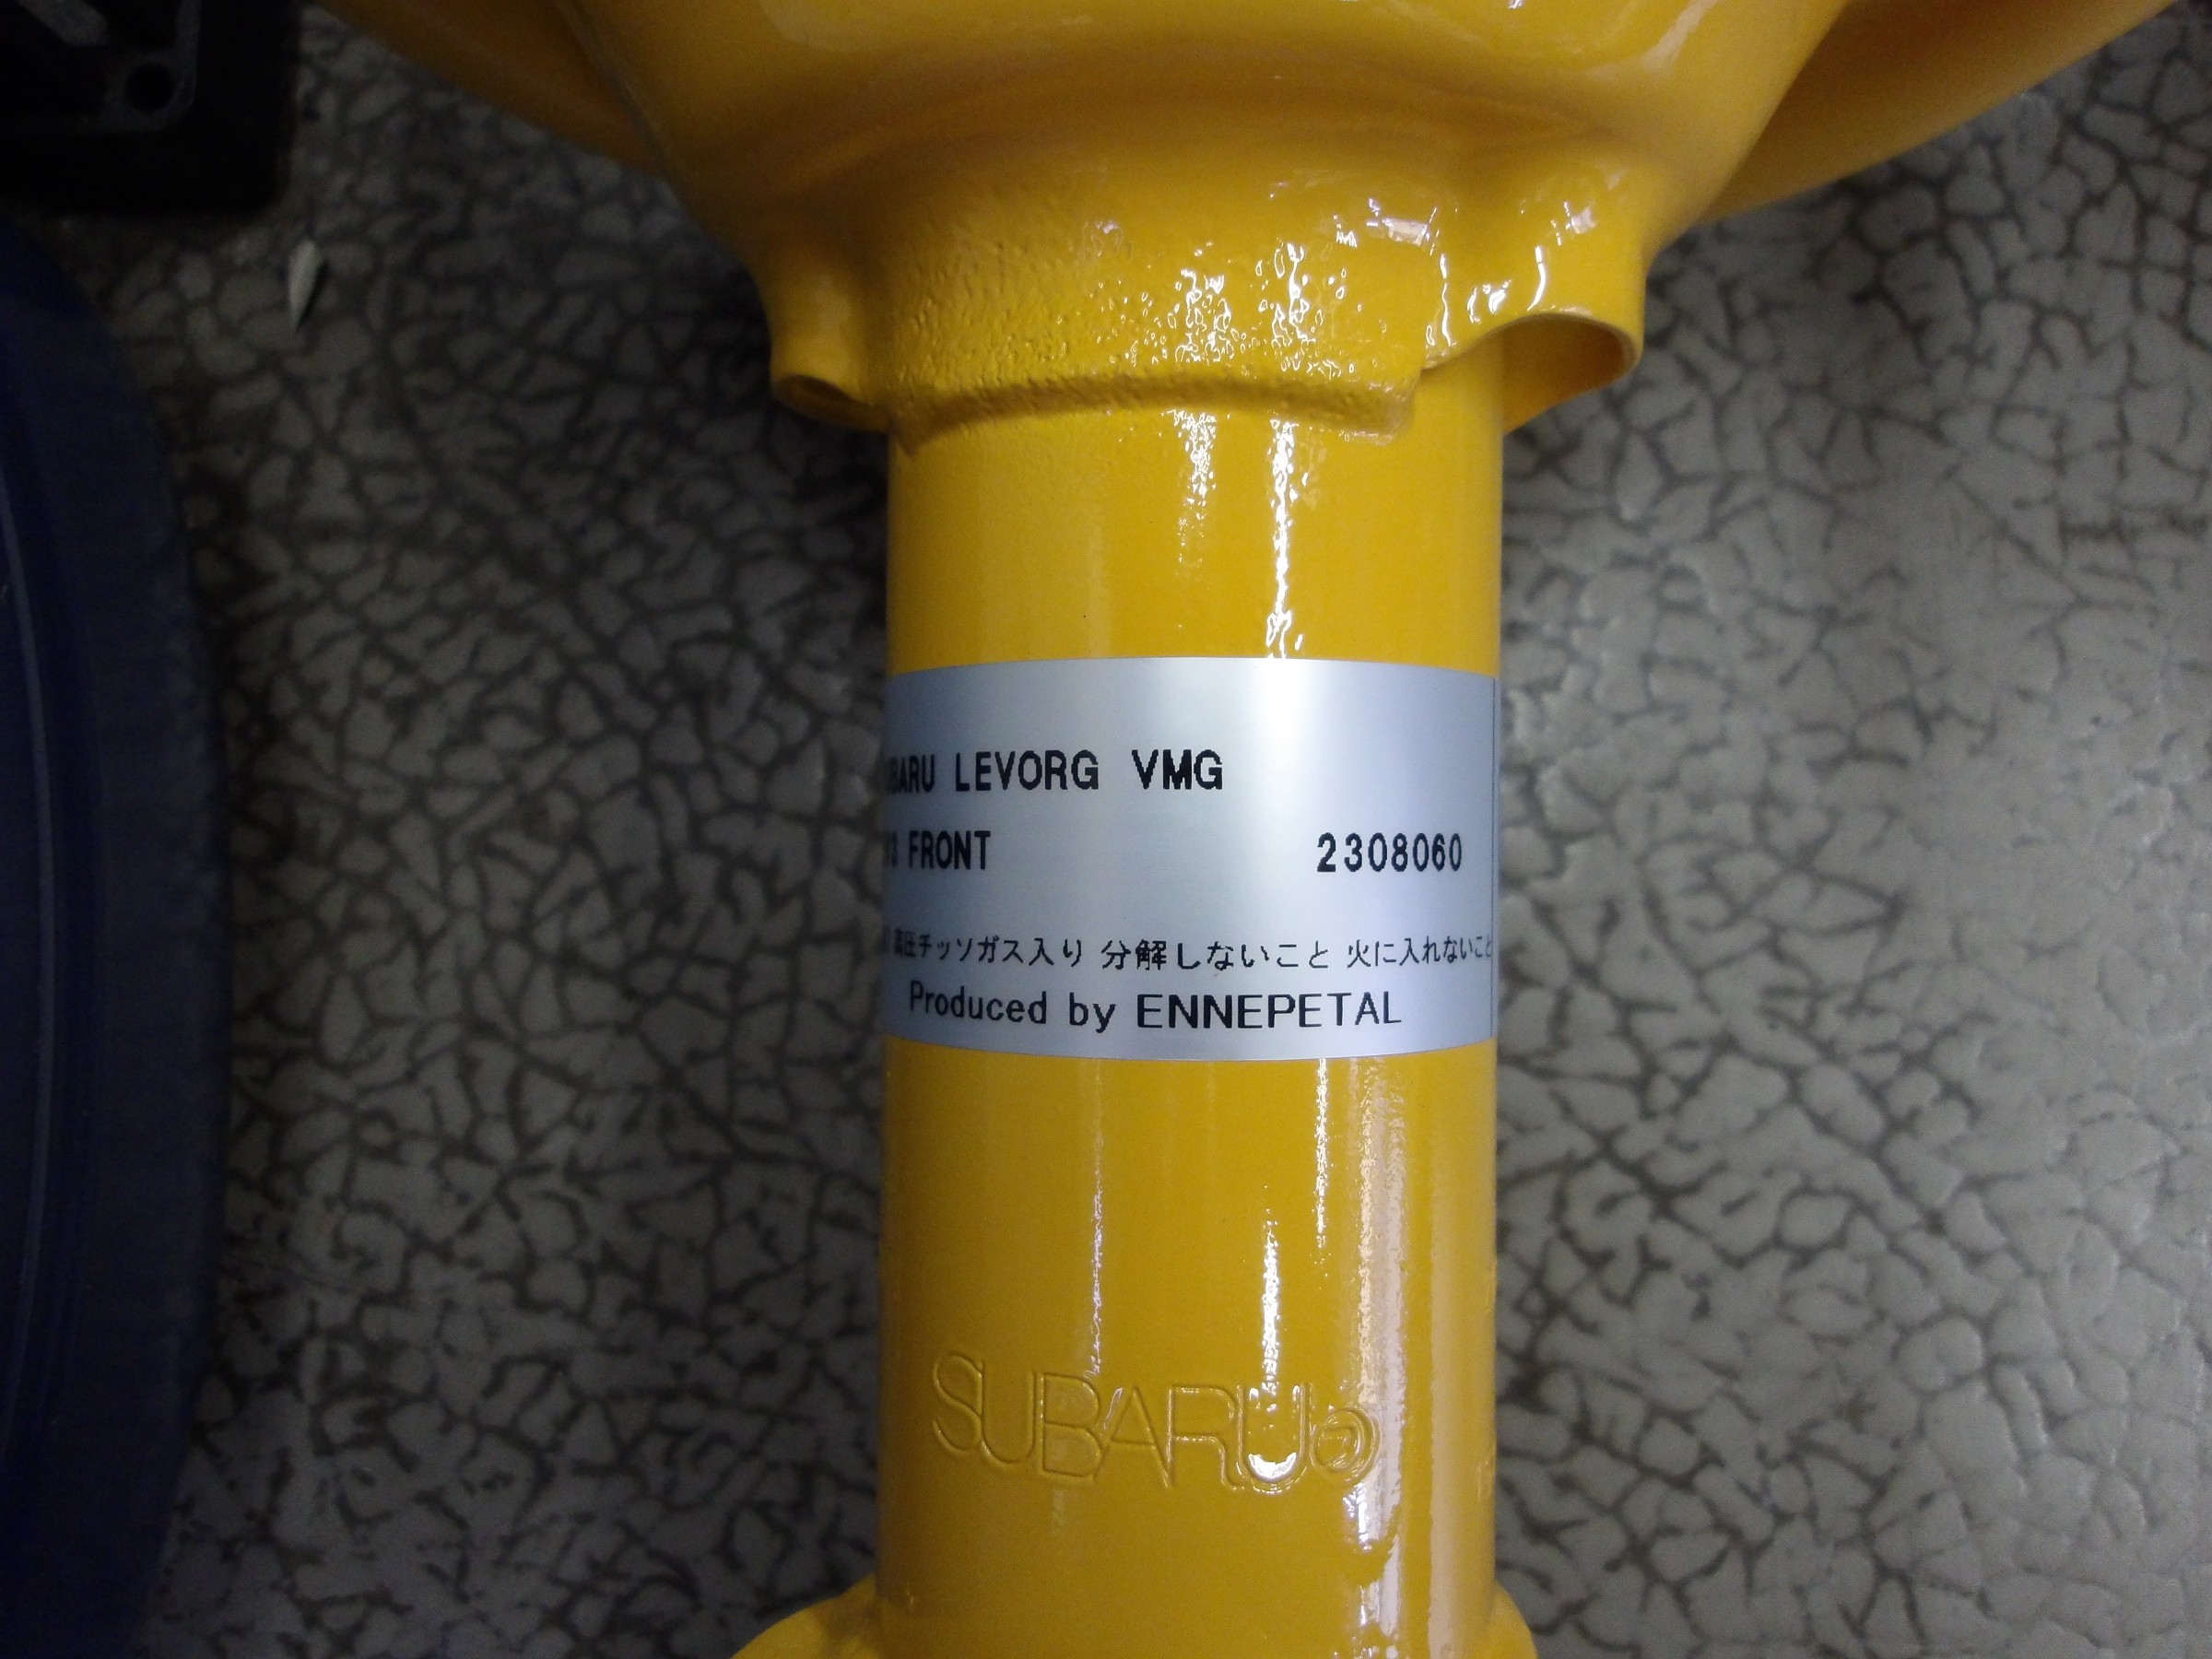 LEVORG VMG
FRONT 2308060
高圧チッソガス入り 分解しないこと 火に入れないこと
Produced by ENNEPETAL
SUBARU